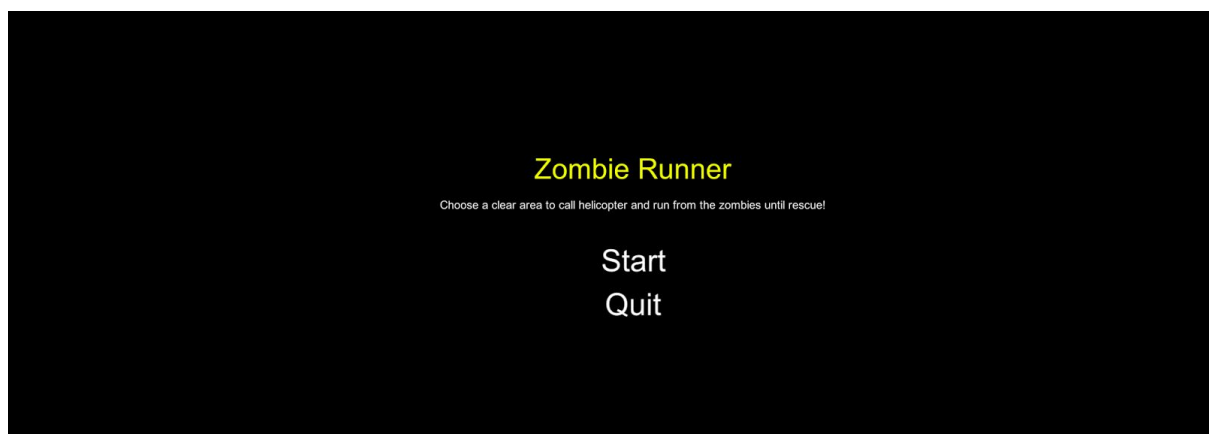 Zombie Runner
Choose a clear area to call helicopter and run from the zombies until rescue!
Start
Quit